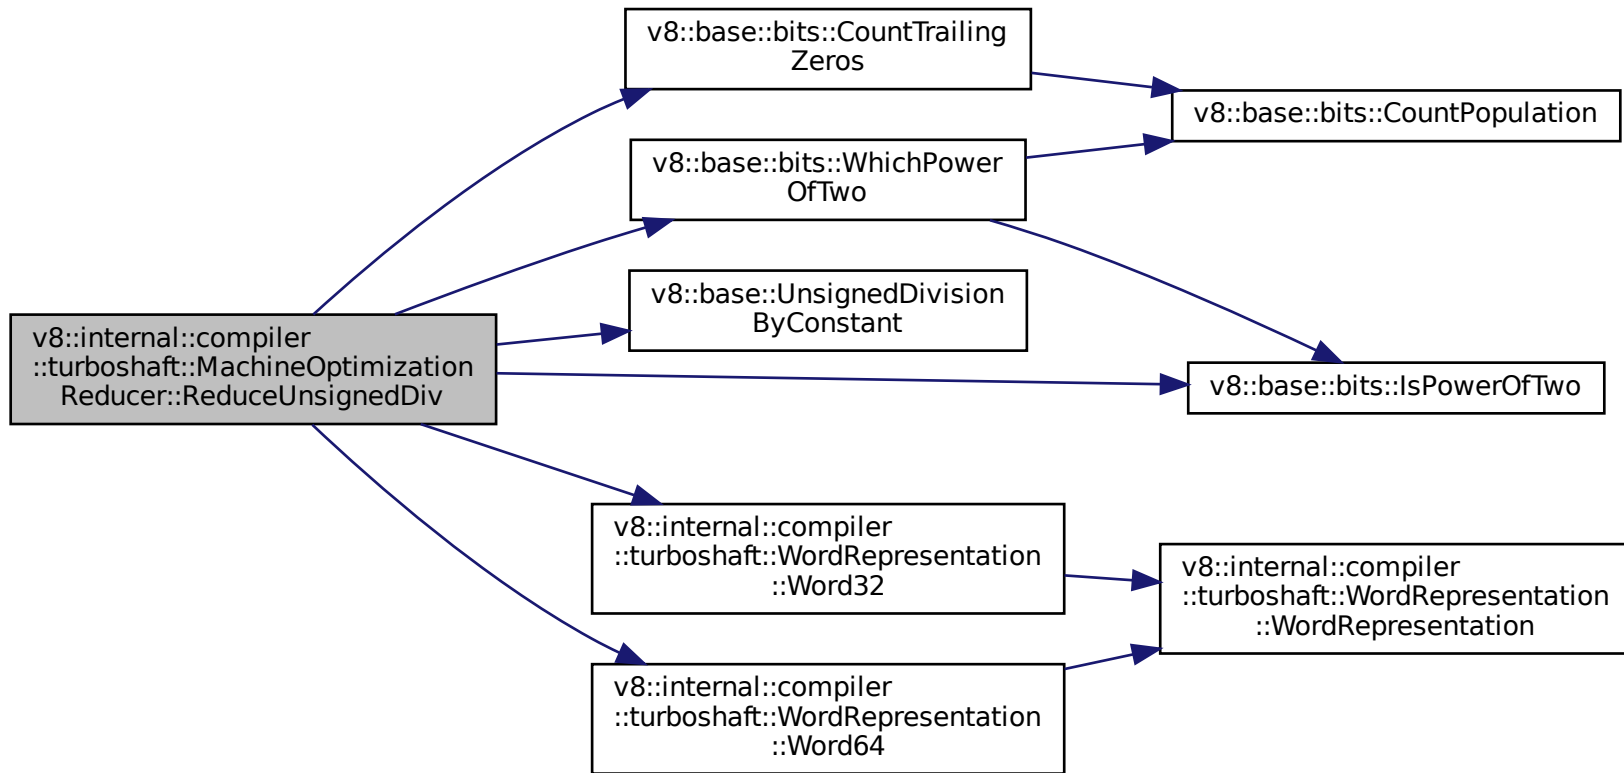 v8::base::bits::CountTrailing
Zeros
v8::base::bits::CountPopulation
v8::base::bits::WhichPower
OfTwo
v8::base::UnsignedDivision
ByConstant
v8::internal::compiler
::turboshaft::MachineOptimization
Reducer::ReduceUnsignedDiv
v8::base::bits::IsPowerOfTwo
v8::internal::compiler
::turboshaft::WordRepresentation
::Word32
v8::internal::compiler
::turboshaft::WordRepresentation
::WordRepresentation
v8::internal::compiler
::turboshaft::WordRepresentation
::Word64